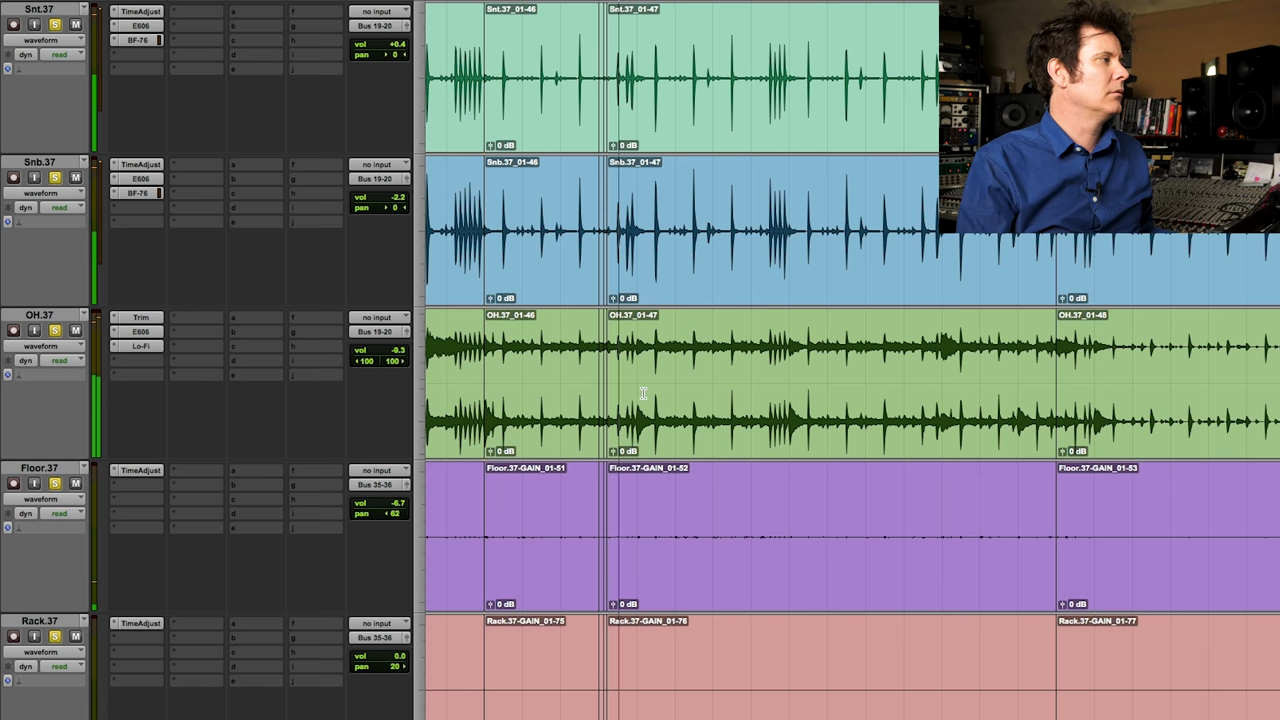 Snt.37
I S M
waveform
dyn read
TimeAdjust
E606
BF-76
a f
b g
c h
d i
e j
no input
Bus 19-20
vol +0.4
pan 0
Snt.37_01-46
Snt.37_01-47
0 dB
0 dB
Snb.37
I S M
waveform
dyn read
TimeAdjust
E606
BF-76
a f
b g
c h
d i
e j
no input
Bus 19-20
vol -2.2
pan 0
Snb.37_01-46
Snb.37_01-47
0 dB
0 dB
0 dB
OH.37
I S M
waveform
dyn read
Trim
E606
Lo-Fi
a f
b g
c h
d i
e j
no input
Bus 19-20
vol -9.3
100 100
OH.37_01-46
OH.37_01-47
OH.37_01-48
0 dB
0 dB
0 dB
Floor.37
I S M
waveform
dyn read
TimeAdjust
a f
b g
c h
d i
e j
no input
Bus 35-36
vol -6.7
pan 62
Floor.37-GAIN_01-51
Floor.37-GAIN_01-52
Floor.37-GAIN_01-53
0 dB
0 dB
0 dB
Rack.37
I S M
waveform
dyn read
TimeAdjust
a f
b g
c h
d i
e j
no input
Bus 35-36
vol 0.0
pan 20
Rack.37-GAIN_01-75
Rack.37-GAIN_01-76
Rack.37-GAIN_01-77